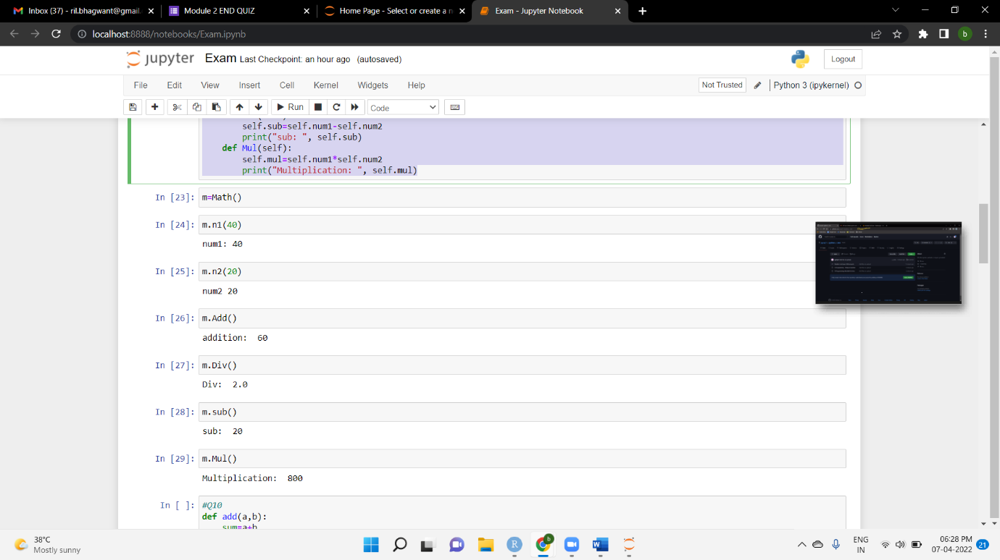 Inbox (37) - ril.bhagwant@gmail.
Module 2 END QUIZ
Home Page - Select or create a n
Exam - Jupyter Notebook
localhost:8888/notebooks/Exam.ipynb
b
jupyter Exam Last Checkpoint: an hour ago (autosaved)
Logout
File Edit View Insert Cell Kernel Widgets Help
Not Trusted
Python 3 (ipykernel)
Run
Code
self.sub=self.num1-self.num2
print("sub: ", self.sub)
def Mul(self):
self.mul=self.num1*self.num2
print("Multiplication: ", self.mul)
In [23]: m=Math()
In [24]: m.n1(40)
num1: 40
In [25]: m.n2(20)
num2 20
In [26]: m.Add()
addition:  60
In [27]: m.Div()
Div:  2.0
In [28]: m.sub()
sub:  20
In [29]: m.Mul()
Multiplication:  800
In [ ]: #Q10
def add(a,b):
sum=a+b
38°C
Mostly sunny
R
b
W
ENG
IN
06:28 PM
07-04-2022
21